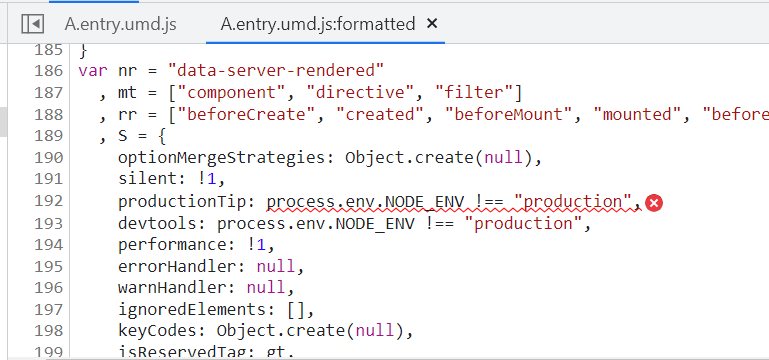 A.entry.umd.js A.entry.umd.js:formatted ×
185 }
186 var nr = "data-server-rendered"
187 , mt = ["component", "directive", "filter"]
188 , rr = ["beforeCreate", "created", "beforeMount", "mounted", "before
189 , S = {
190 optionMergeStrategies: Object.create(null),
191 silent: !1,
192 productionTip: process.env.NODE_ENV !== "production",
193 devtools: process.env.NODE_ENV !== "production",
194 performance: !1,
195 errorHandler: null,
196 warnHandler: null,
197 ignoredElements: [],
198 keyCodes: Object.create(null),
199 isReservedTag: gt,